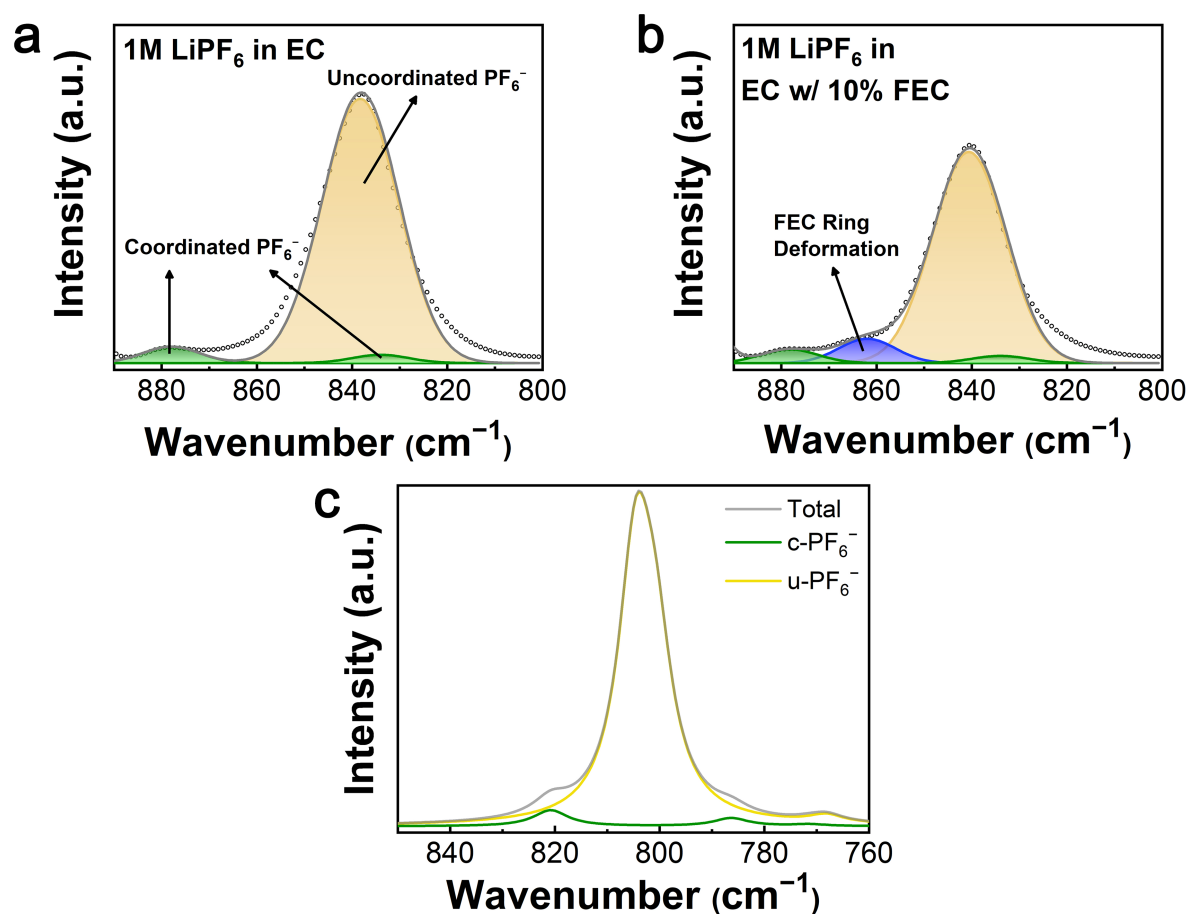 a
1M LiPF₆ in EC
Uncoordinated PF₆⁻
Coordinated PF₆⁻
Intensity (a.u.)
880 860 840 820 800
Wavenumber (cm⁻¹)
b
1M LiPF₆ in
EC w/ 10% FEC
FEC Ring
Deformation
Intensity (a.u.)
880 860 840 820 800
Wavenumber (cm⁻¹)
c
Total
c-PF₆⁻
u-PF₆⁻
Intensity (a.u.)
840 820 800 780 760
Wavenumber (cm⁻¹)